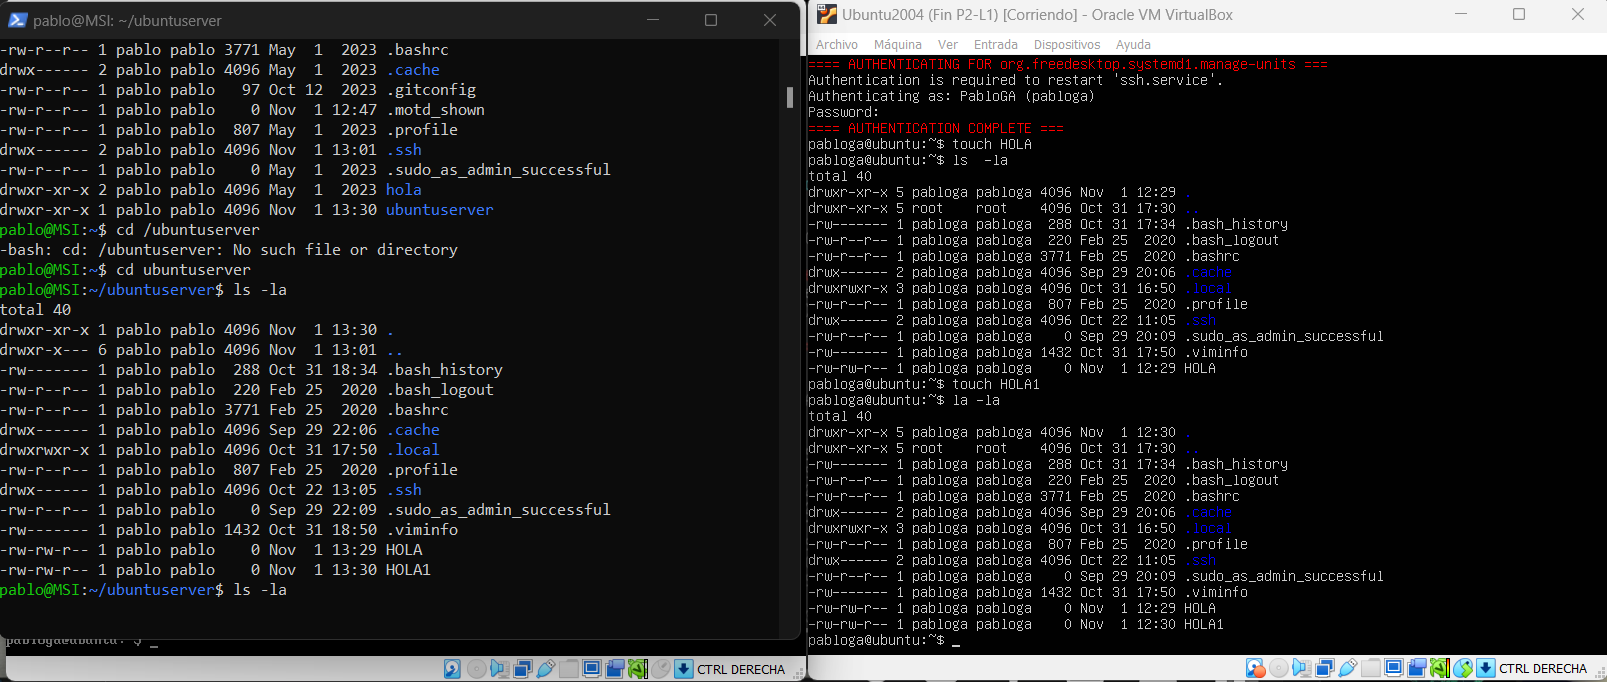 pablo@MSI: ~/ubuntuserver
-rw-r--r-- 1 pablo pablo 3771 May  1  2023 .bashrc
drwx------ 2 pablo pablo 4096 May  1  2023 .cache
-rw-r--r-- 1 pablo pablo   97 Oct 12  2023 .gitconfig
-rw-r--r-- 1 pablo pablo    0 Nov  1 12:47 .motd_shown
-rw-r--r-- 1 pablo pablo  807 May  1  2023 .profile
drwx------ 2 pablo pablo 4096 Nov  1 13:01 .ssh
-rw-r--r-- 1 pablo pablo    0 May  1  2023 .sudo_as_admin_successful
drwxr-xr-x 2 pablo pablo 4096 May  1  2023 hola
drwxr-xr-x 1 pablo pablo 4096 Nov  1 13:30 ubuntuserver
pablo@MSI:~$ cd /ubuntuserver
-bash: cd: /ubuntuserver: No such file or directory
pablo@MSI:~$ cd ubuntuserver
pablo@MSI:~/ubuntuserver$ ls -la
total 40
drwxr-xr-x 1 pablo pablo 4096 Nov  1 13:30 .
drwxr-x--- 6 pablo pablo 4096 Nov  1 13:01 ..
-rw------- 1 pablo pablo  288 Oct 31 18:34 .bash_history
-rw-r--r-- 1 pablo pablo  220 Feb 25  2020 .bash_logout
-rw-r--r-- 1 pablo pablo 3771 Feb 25  2020 .bashrc
drwx------ 1 pablo pablo 4096 Sep 29 22:06 .cache
drwxrwxr-x 1 pablo pablo 4096 Oct 31 17:50 .local
-rw-r--r-- 1 pablo pablo  807 Feb 25  2020 .profile
drwx------ 1 pablo pablo 4096 Oct 22 13:05 .ssh
-rw-r--r-- 1 pablo pablo    0 Sep 29 22:09 .sudo_as_admin_successful
-rw------- 1 pablo pablo 1432 Oct 31 18:50 .viminfo
-rw-rw-r-- 1 pablo pablo    0 Nov  1 13:29 HOLA
-rw-rw-r-- 1 pablo pablo    0 Nov  1 13:30 HOLA1
pablo@MSI:~/ubuntuserver$ ls -la
pabloga@ubuntu:~$ _
CTRL DERECHA
Ubuntu2004 (Fin P2-L1) [Corriendo] - Oracle VM VirtualBox
Archivo Máquina Ver Entrada Dispositivos Ayuda
==== AUTHENTICATING FOR org.freedesktop.systemd1.manage-units ===
Authentication is required to restart 'ssh.service'.
Authenticating as: PabloGA (pabloga)
Password:
==== AUTHENTICATION COMPLETE ===
pabloga@ubuntu:~$ touch HOLA
pabloga@ubuntu:~$ ls  -la
total 40
drwxr-xr-x 5 pabloga pabloga 4096 Nov  1 12:29 .
drwxr-xr-x 5 root    root    4096 Oct 31 17:30 ..
-rw------- 1 pabloga pabloga  288 Oct 31 17:34 .bash_history
-rw-r--r-- 1 pabloga pabloga  220 Feb 25  2020 .bash_logout
-rw-r--r-- 1 pabloga pabloga 3771 Feb 25  2020 .bashrc
drwx------ 2 pabloga pabloga 4096 Sep 29 20:06 .cache
drwxrwxr-x 3 pabloga pabloga 4096 Oct 31 16:50 .local
-rw-r--r-- 1 pabloga pabloga  807 Feb 25  2020 .profile
drwx------ 2 pabloga pabloga 4096 Oct 22 11:05 .ssh
-rw-r--r-- 1 pabloga pabloga    0 Sep 29 20:09 .sudo_as_admin_successful
-rw------- 1 pabloga pabloga 1432 Oct 31 17:50 .viminfo
-rw-rw-r-- 1 pabloga pabloga    0 Nov  1 12:29 HOLA
pabloga@ubuntu:~$ touch HOLA1
pabloga@ubuntu:~$ la -la
total 40
drwxr-xr-x 5 pabloga pabloga 4096 Nov  1 12:30 .
drwxr-xr-x 5 root    root    4096 Oct 31 17:30 ..
-rw------- 1 pabloga pabloga  288 Oct 31 17:34 .bash_history
-rw-r--r-- 1 pabloga pabloga  220 Feb 25  2020 .bash_logout
-rw-r--r-- 1 pabloga pabloga 3771 Feb 25  2020 .bashrc
drwx------ 2 pabloga pabloga 4096 Sep 29 20:06 .cache
drwxrwxr-x 3 pabloga pabloga 4096 Oct 31 16:50 .local
-rw-r--r-- 1 pabloga pabloga  807 Feb 25  2020 .profile
drwx------ 2 pabloga pabloga 4096 Oct 22 11:05 .ssh
-rw-r--r-- 1 pabloga pabloga    0 Sep 29 20:09 .sudo_as_admin_successful
-rw------- 1 pabloga pabloga 1432 Oct 31 17:50 .viminfo
-rw-rw-r-- 1 pabloga pabloga    0 Nov  1 12:29 HOLA
-rw-rw-r-- 1 pabloga pabloga    0 Nov  1 12:30 HOLA1
pabloga@ubuntu:~$ _
CTRL DERECHA